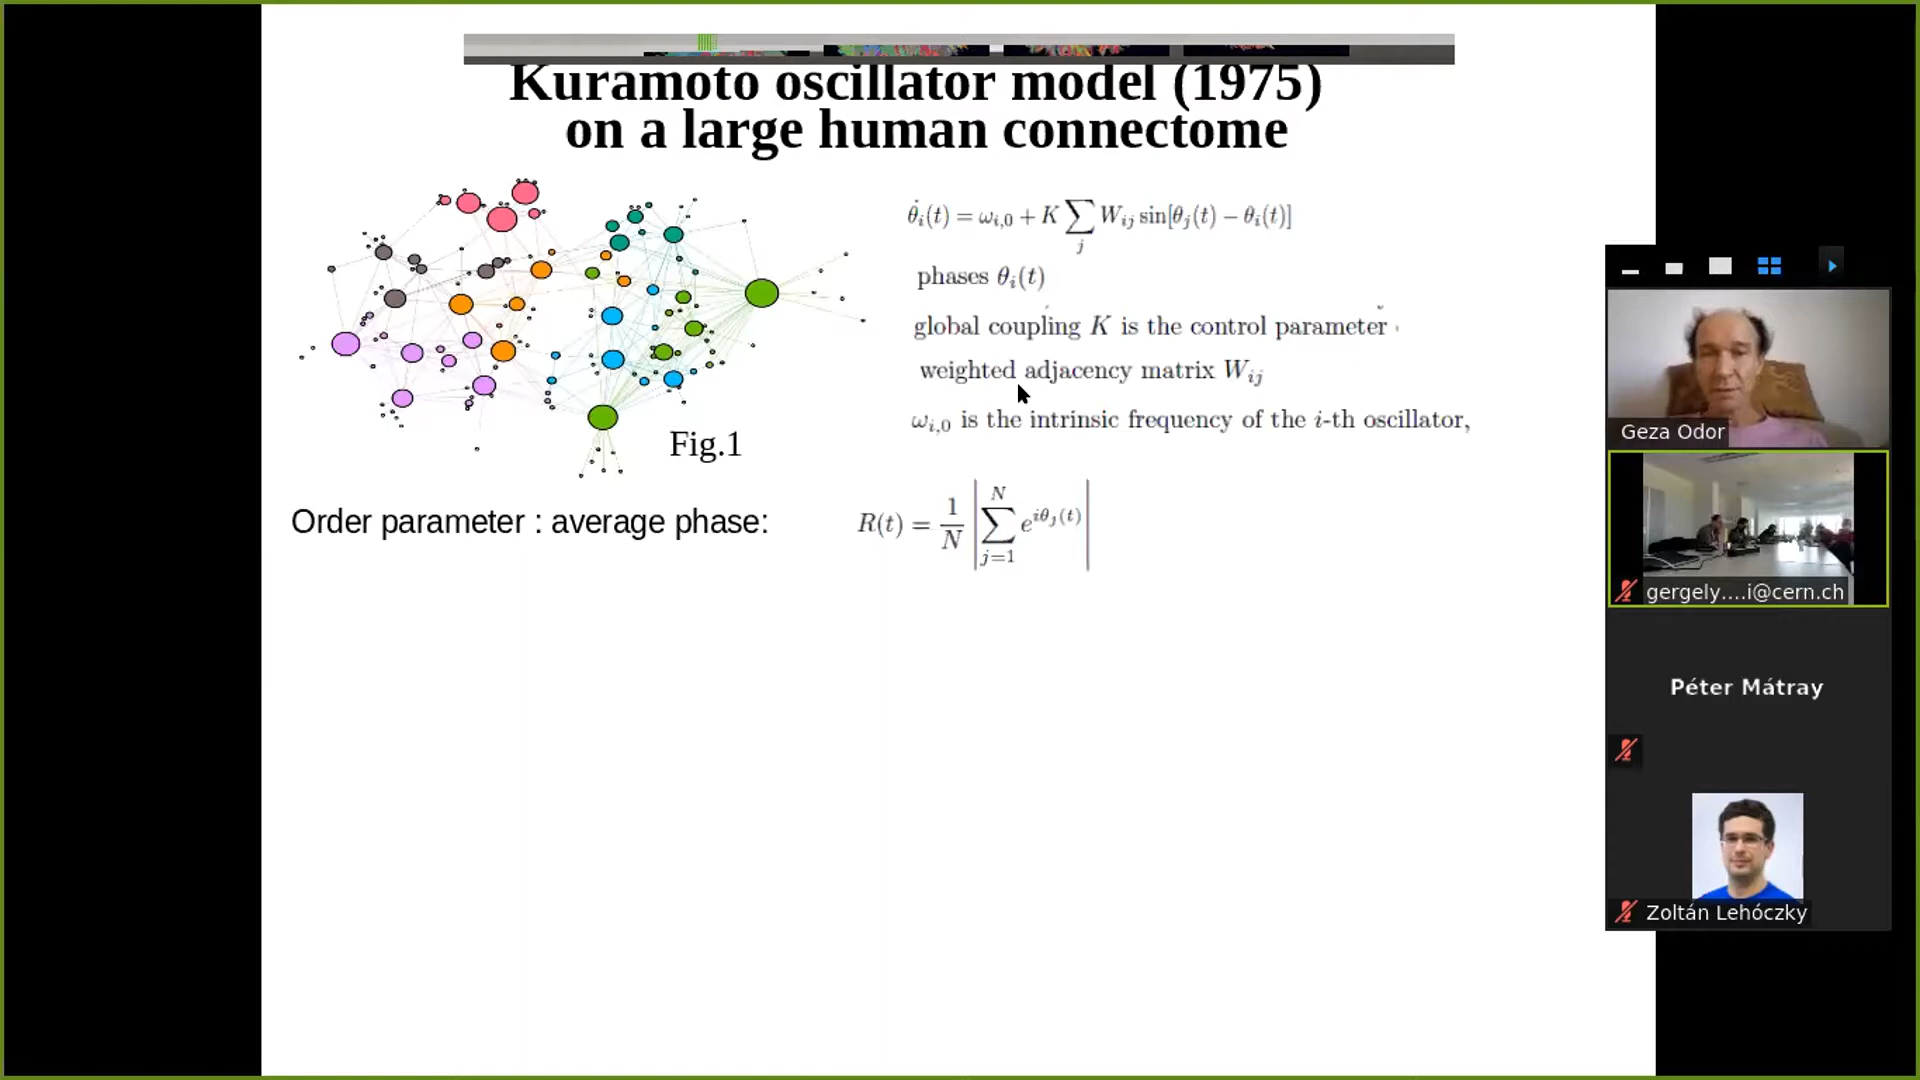 Kuramoto oscillator model (1975)
on a large human connectome
θ̇ᵢ(t) = ωᵢ,₀ + K ∑ⱼ Wᵢⱼ sin[θⱼ(t) − θᵢ(t)]
phases θᵢ(t)
global coupling K is the control parameter
weighted adjacency matrix Wᵢⱼ
ωᵢ,₀ is the intrinsic frequency of the i-th oscillator,
Fig.1
Order parameter : average phase:
R(t) = 1/N |∑_{j=1}^{N} e^{iθⱼ(t)}|
Geza Odor
gergely....i@cern.ch
Péter Mátray
Zoltán Lehóczky